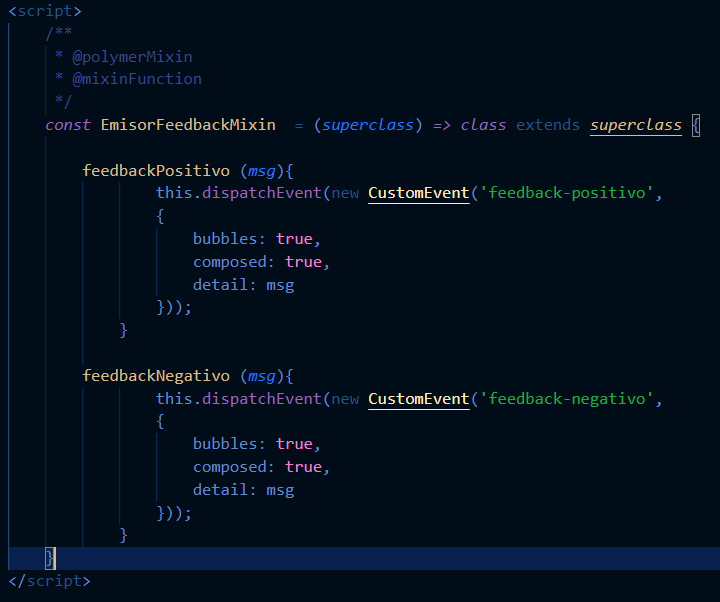 <script>
/**
* @polymerMixin
* @mixinFunction
*/
const EmisorFeedbackMixin  = (superclass) => class extends superclass {
feedbackPositivo (msg){
this.dispatchEvent(new CustomEvent('feedback-positivo',
{
bubbles: true,
composed: true,
detail: msg
}));
}
feedbackNegativo (msg){
this.dispatchEvent(new CustomEvent('feedback-negativo',
{
bubbles: true,
composed: true,
detail: msg
}));
}
}
</script>